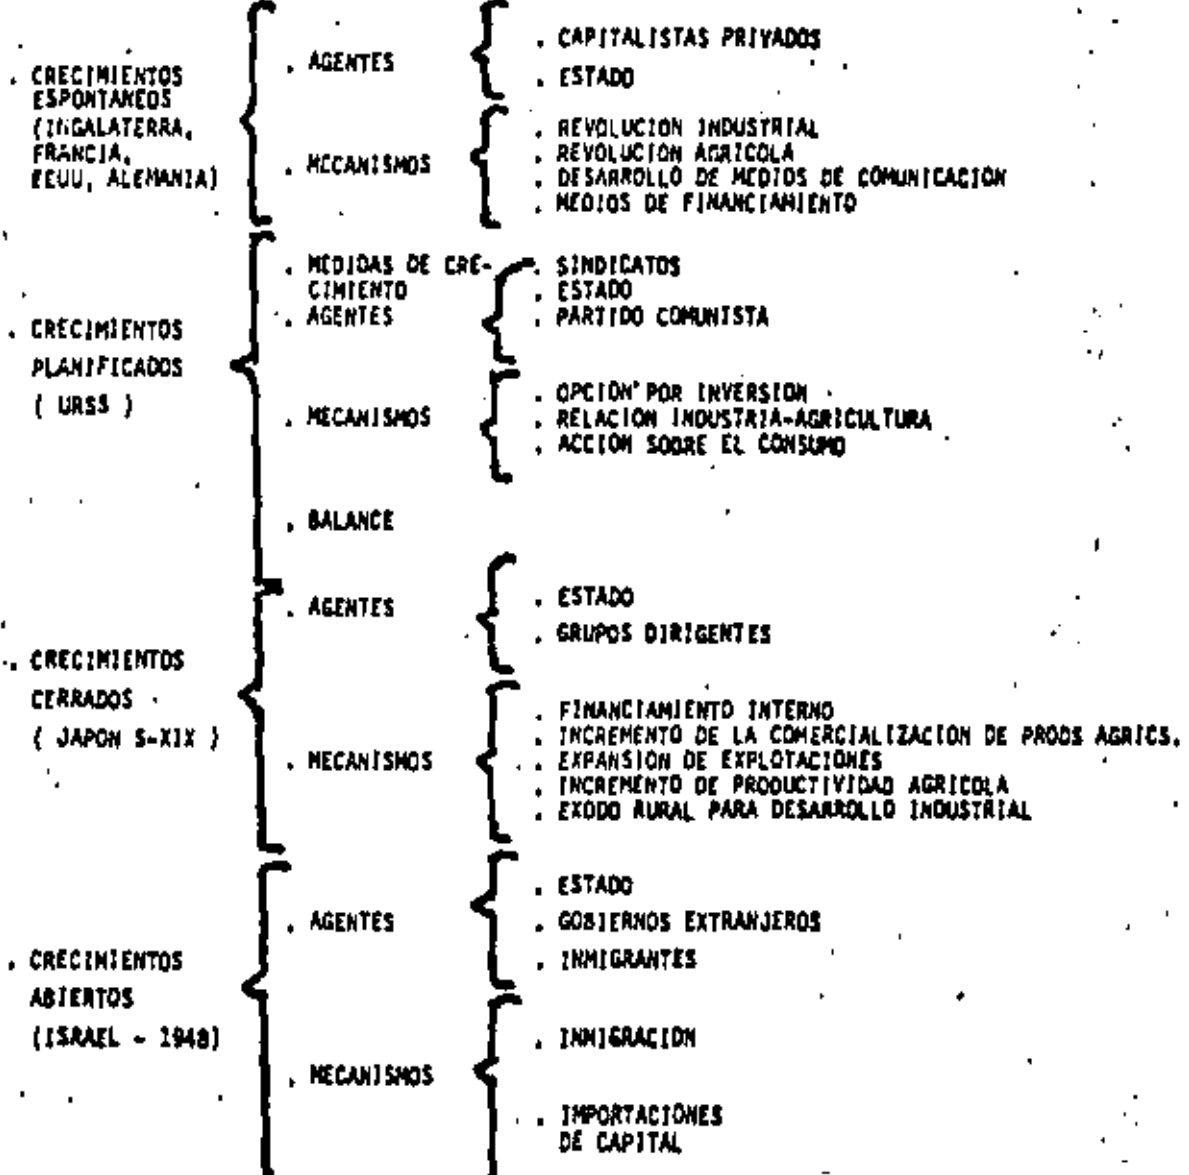 . CRECIMIENTOS
ESPONTANEOS
(INGALATERRA,
FRANCIA,
EEUU, ALEMANIA)
. AGENTES
. CAPITALISTAS PRIVADOS
. ESTADO
. MECANISMOS
. REVOLUCION INDUSTRIAL
. REVOLUCION AGRICOLA
. DESARROLLO DE MEDIOS DE COMUNICACION
. MEDIOS DE FINANCIAMIENTO
. CRECIMIENTOS
PLANIFICADOS
( URSS )
. MEDIDAS DE CRE-
CIMIENTO
. AGENTES
. SINDICATOS
. ESTADO
. PARTIDO COMUNISTA
. MECANISMOS
. OPCION POR INVERSION
. RELACION INDUSTRIA-AGRICULTURA
. ACCION SOBRE EL CONSUMO
. BALANCE
. CRECIMIENTOS
CERRADOS
( JAPON S-XIX )
. AGENTES
. ESTADO
. GRUPOS DIRIGENTES
. MECANISMOS
. FINANCIAMIENTO INTERNO
. INCREMENTO DE LA COMERCIALIZACION DE PRODS AGRICS.
. EXPANSION DE EXPLOTACIONES
. INCREMENTO DE PRODUCTIVIDAD AGRICOLA
. EXODO RURAL PARA DESARROLLO INDUSTRIAL
. CRECIMIENTOS
ABIERTOS
(ISRAEL - 1948)
. AGENTES
. ESTADO
. GOBIERNOS EXTRANJEROS
. INMIGRANTES
. MECANISMOS
. INMIGRACION
. IMPORTACIONES
DE CAPITAL